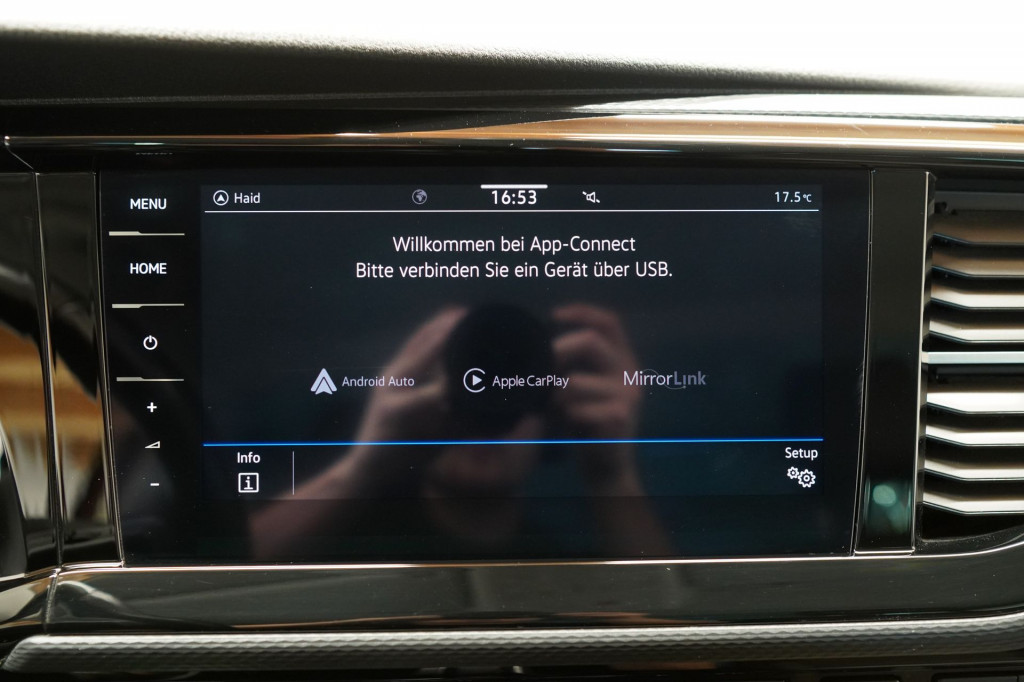 MENU
HOME
+
-
Haid
16:53
17.5°C
Willkommen bei App-Connect
Bitte verbinden Sie ein Gerät über USB.
Android Auto
Apple CarPlay
MirrorLink
Info
i
Setup